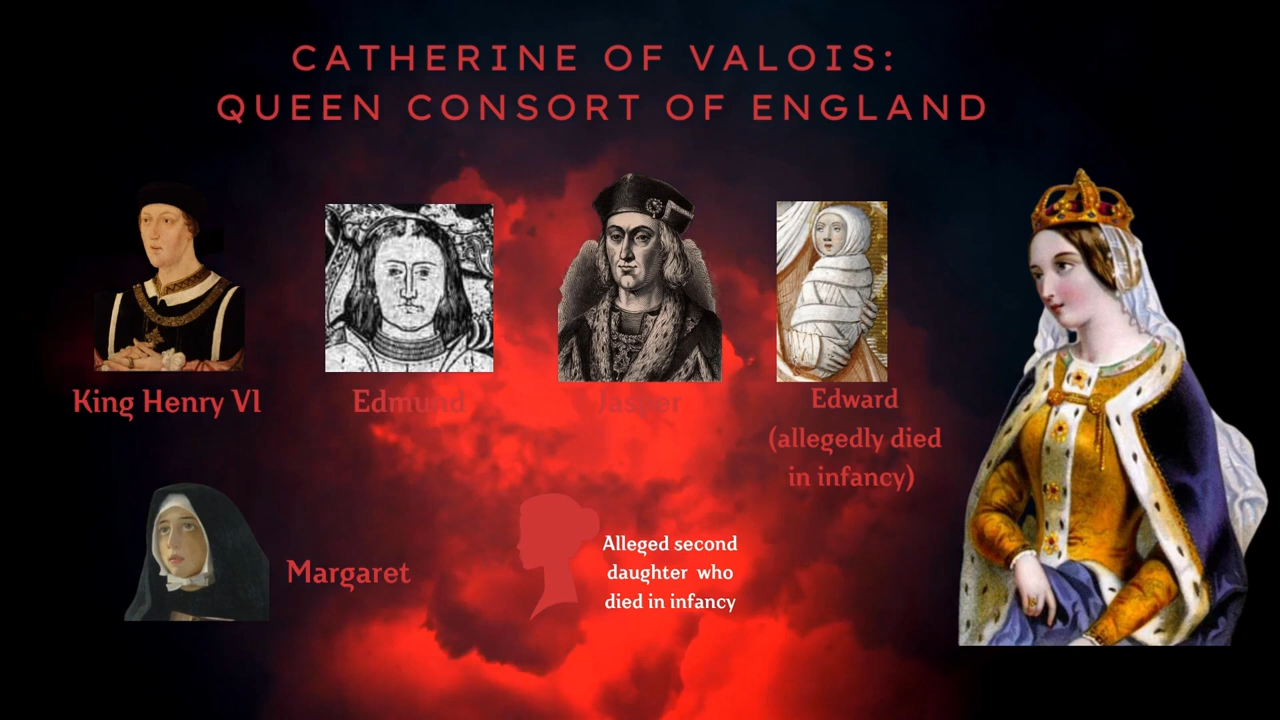 CATHERINE OF VALOIS:
QUEEN CONSORT OF ENGLAND
King Henry VI
Edmund
Jasper
Edward
(allegedly died
in infancy)
Margaret
Alleged second
daughter who
died in infancy